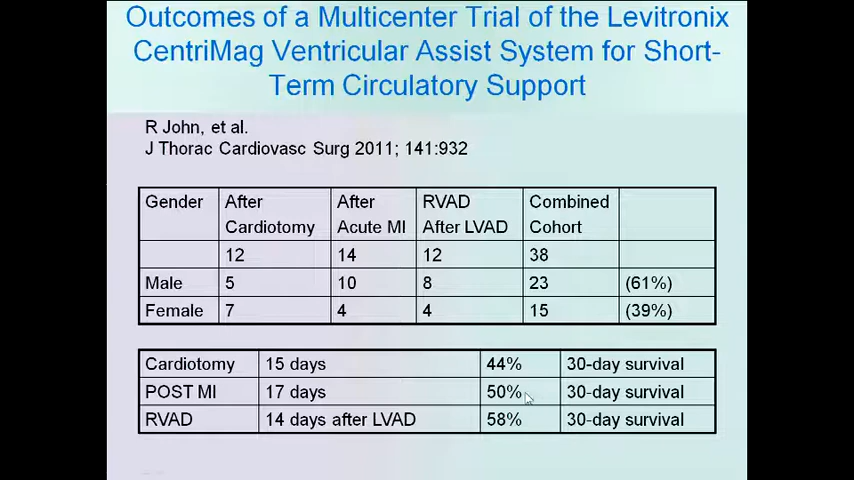 Outcomes of a Multicenter Trial of the Levitronix
CentriMag Ventricular Assist System for Short-
Term Circulatory Support
R John, et al.
J Thorac Cardiovasc Surg 2011; 141:932
Gender After Cardiotomy After Acute MI RVAD After LVAD Combined Cohort
12 14 12 38
Male 5 10 8 23 (61%)
Female 7 4 4 15 (39%)
Cardiotomy 15 days 44% 30-day survival
POST MI 17 days 50% 30-day survival
RVAD 14 days after LVAD 58% 30-day survival